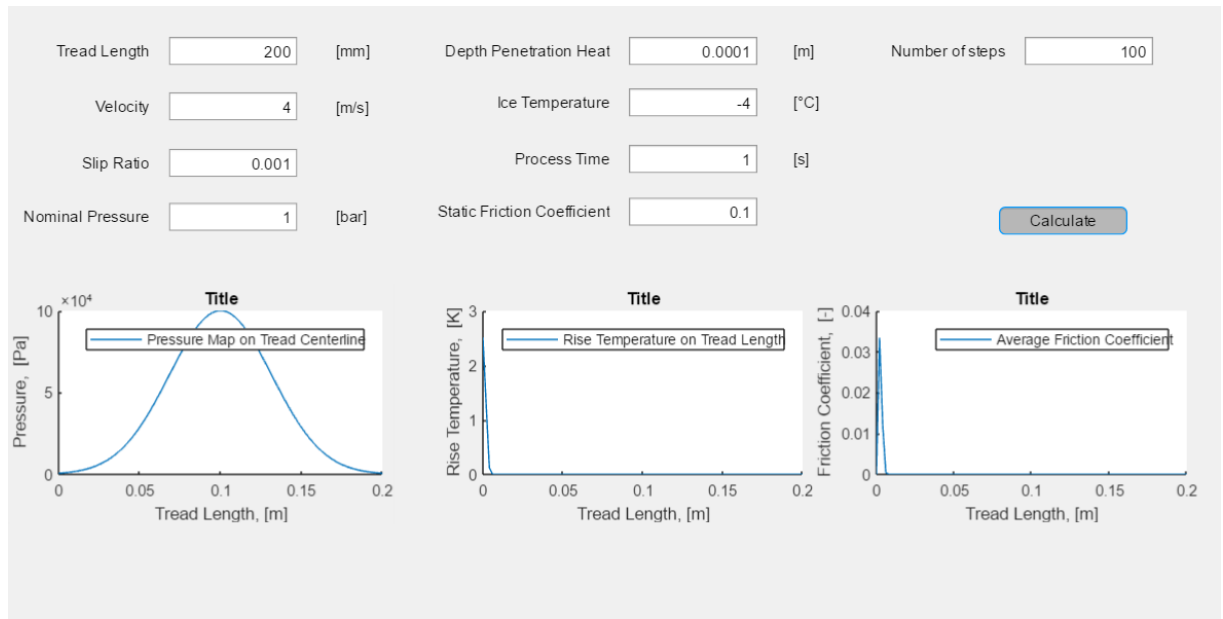 Tread Length 200 [mm]
Depth Penetration Heat 0.0001 [m]
Number of steps 100
Velocity 4 [m/s]
Ice Temperature -4 [°C]
Slip Ratio 0.001
Process Time 1 [s]
Nominal Pressure 1 [bar]
Static Friction Coefficient 0.1
Calculate
Title
×10⁴
Pressure Map on Tread Centerline
Pressure, [Pa]
10
5
0
0 0.05 0.1 0.15 0.2
Tread Length, [m]
Title
Rise Temperature on Tread Length
Rise Temperature, [K]
3
2
1
0
0 0.05 0.1 0.15 0.2
Tread Length, [m]
Title
Average Friction Coefficient
Friction Coefficient, [-]
0.04
0.03
0.02
0.01
0
0 0.05 0.1 0.15 0.2
Tread Length, [m]